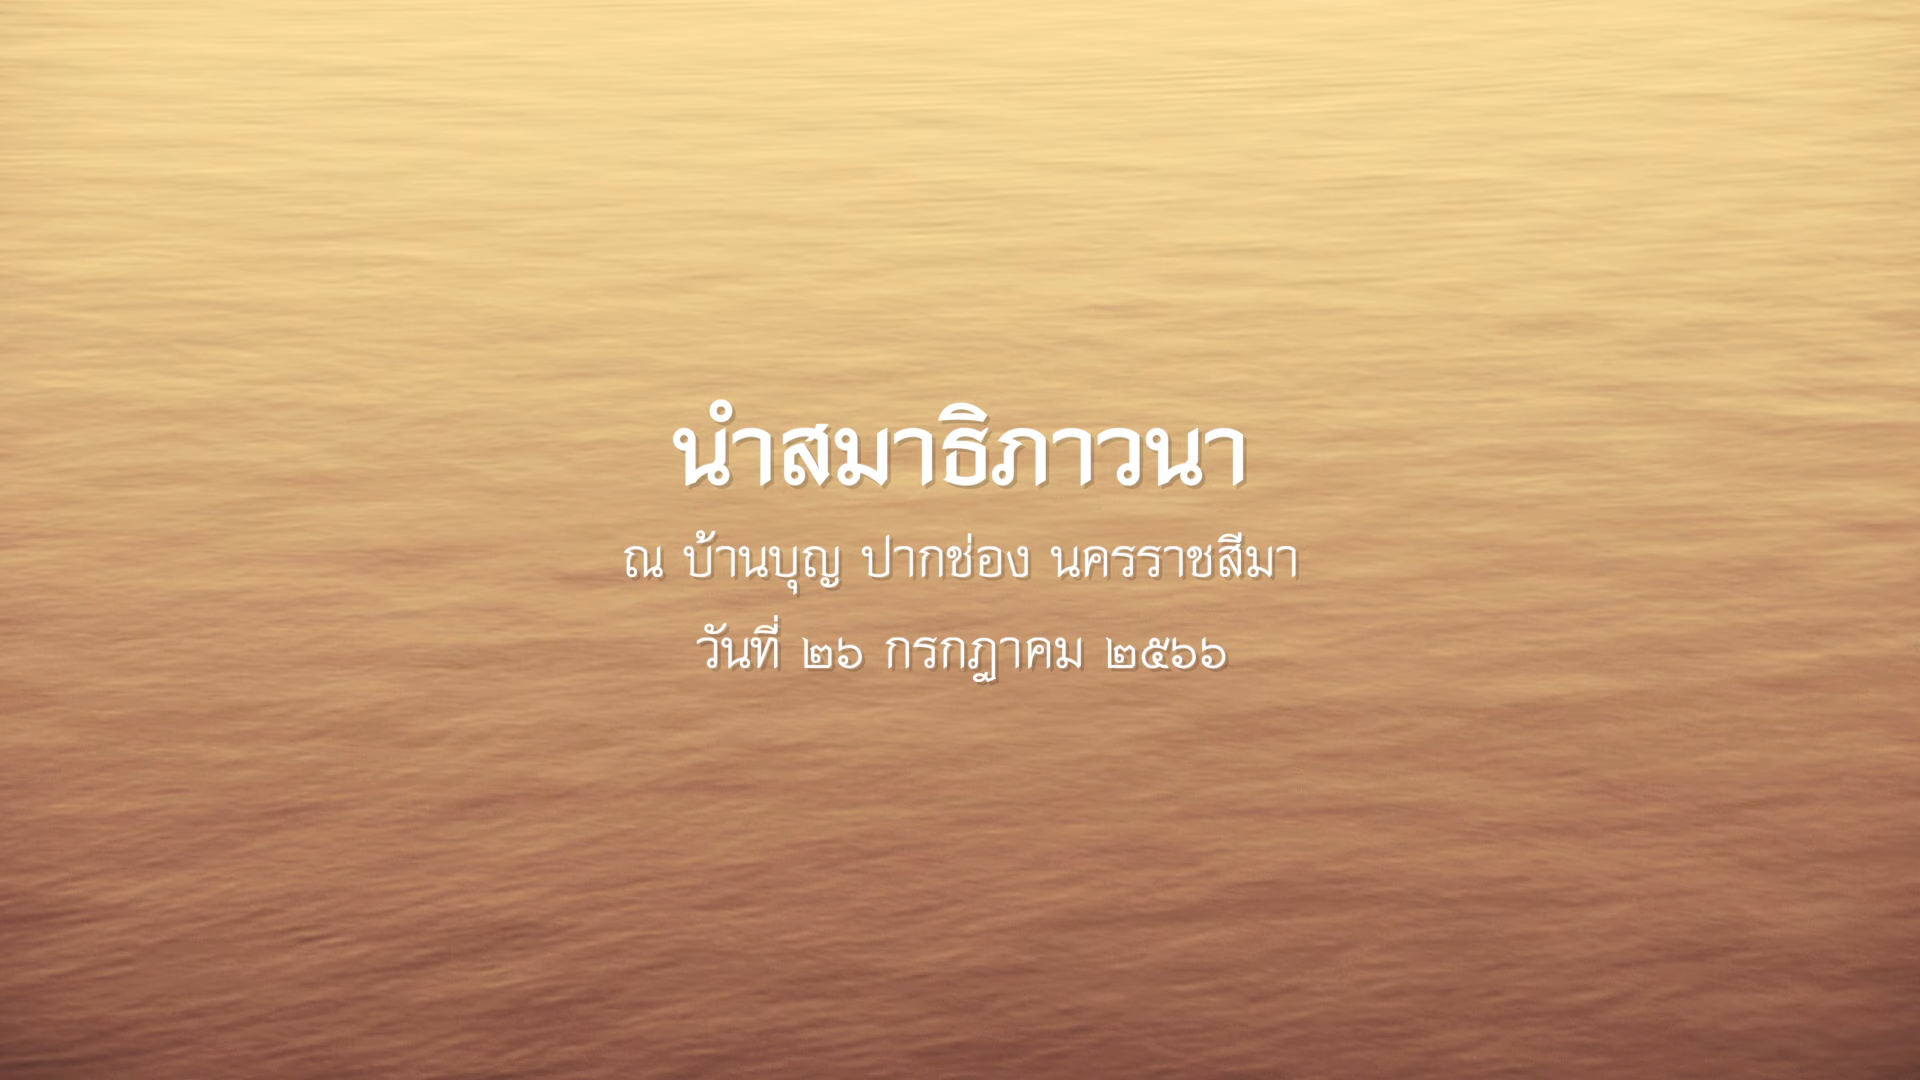 นำสมาธิภาวนา
ณ บ้านบุญ ปากช่อง นครราชสีมา
วันที่ ๒๖ กรกฎาคม ๒๕๖๖